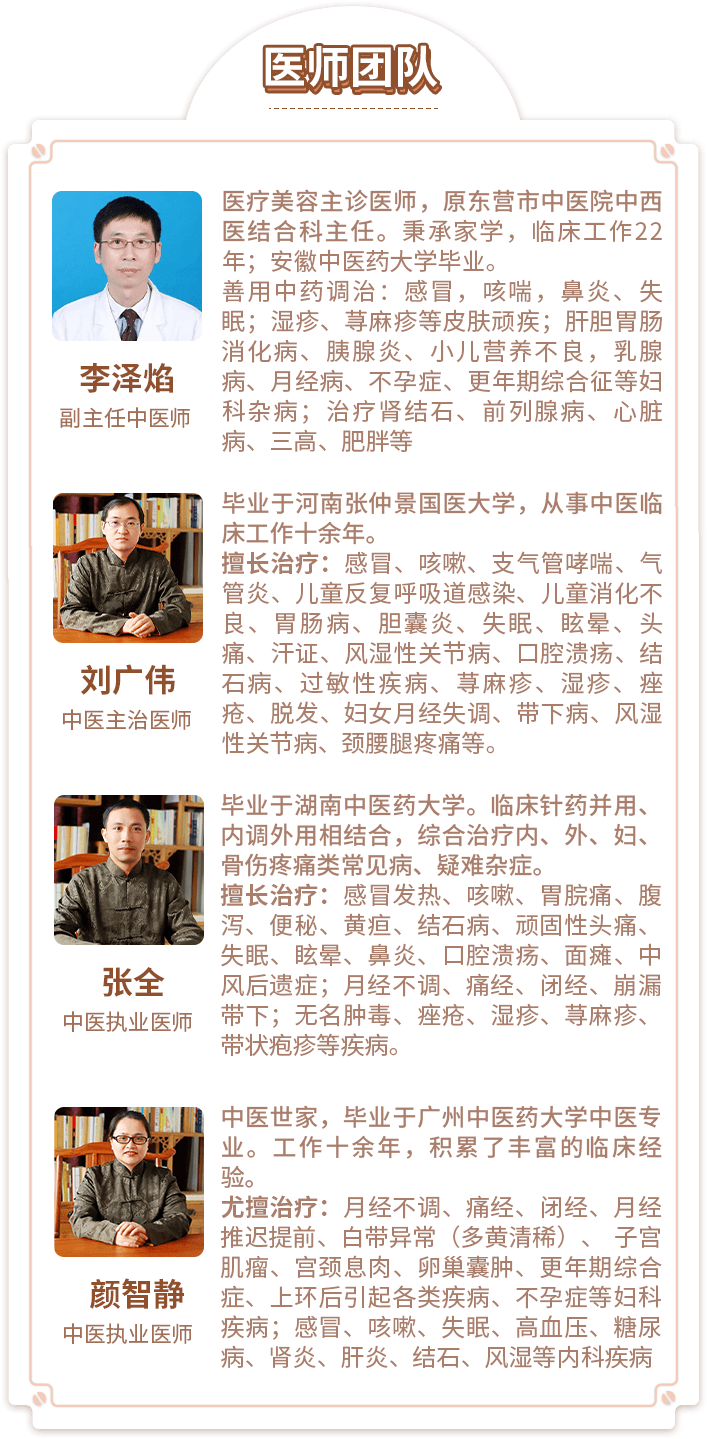 医师团队
医疗美容主诊医师，原东营市中医院中西
医结合科主任。秉承家学，临床工作22
年；安徽中医药大学毕业。
善用中药调治：感冒，咳喘，鼻炎、失
眠；湿疹、荨麻疹等皮肤顽疾；肝胆胃肠
消化病、胰腺炎、小儿营养不良，乳腺
病、月经病、不孕症、更年期综合征等妇
科杂病；治疗肾结石、前列腺病、心脏
病、三高、肥胖等
李泽焰
副主任中医师
毕业于河南张仲景国医大学，从事中医临
床工作十余年。
擅长治疗：感冒、咳嗽、支气管哮喘、气
管炎、儿童反复呼吸道感染、儿童消化不
良、胃肠病、胆囊炎、失眠、眩晕、头
痛、汗证、风湿性关节病、口腔溃疡、结
石病、过敏性疾病、荨麻疹、湿疹、痤
疮、脱发、妇女月经失调、带下病、风湿
性关节病、颈腰腿疼痛等。
刘广伟
中医主治医师
毕业于湖南中医药大学。临床针药并用、
内调外用相结合，综合治疗内、外、妇、
骨伤疼痛类常见病、疑难杂症。
擅长治疗：感冒发热、咳嗽、胃脘痛、腹
泻、便秘、黄疸、结石病、顽固性头痛、
失眠、眩晕、鼻炎、口腔溃疡、面瘫、中
风后遗症；月经不调、痛经、闭经、崩漏
带下；无名肿毒、痤疮、湿疹、荨麻疹、
带状疱疹等疾病。
张全
中医执业医师
中医世家，毕业于广州中医药大学中医专
业。工作十余年，积累了丰富的临床经
验。
尤擅治疗：月经不调、痛经、闭经、月经
推迟提前、白带异常（多黄清稀）、 子宫
肌瘤、宫颈息肉、卵巢囊肿、更年期综合
症、上环后引起各类疾病、不孕症等妇科
疾病；感冒、咳嗽、失眠、高血压、糖尿
病、肾炎、肝炎、结石、风湿等内科疾病
颜智静
中医执业医师